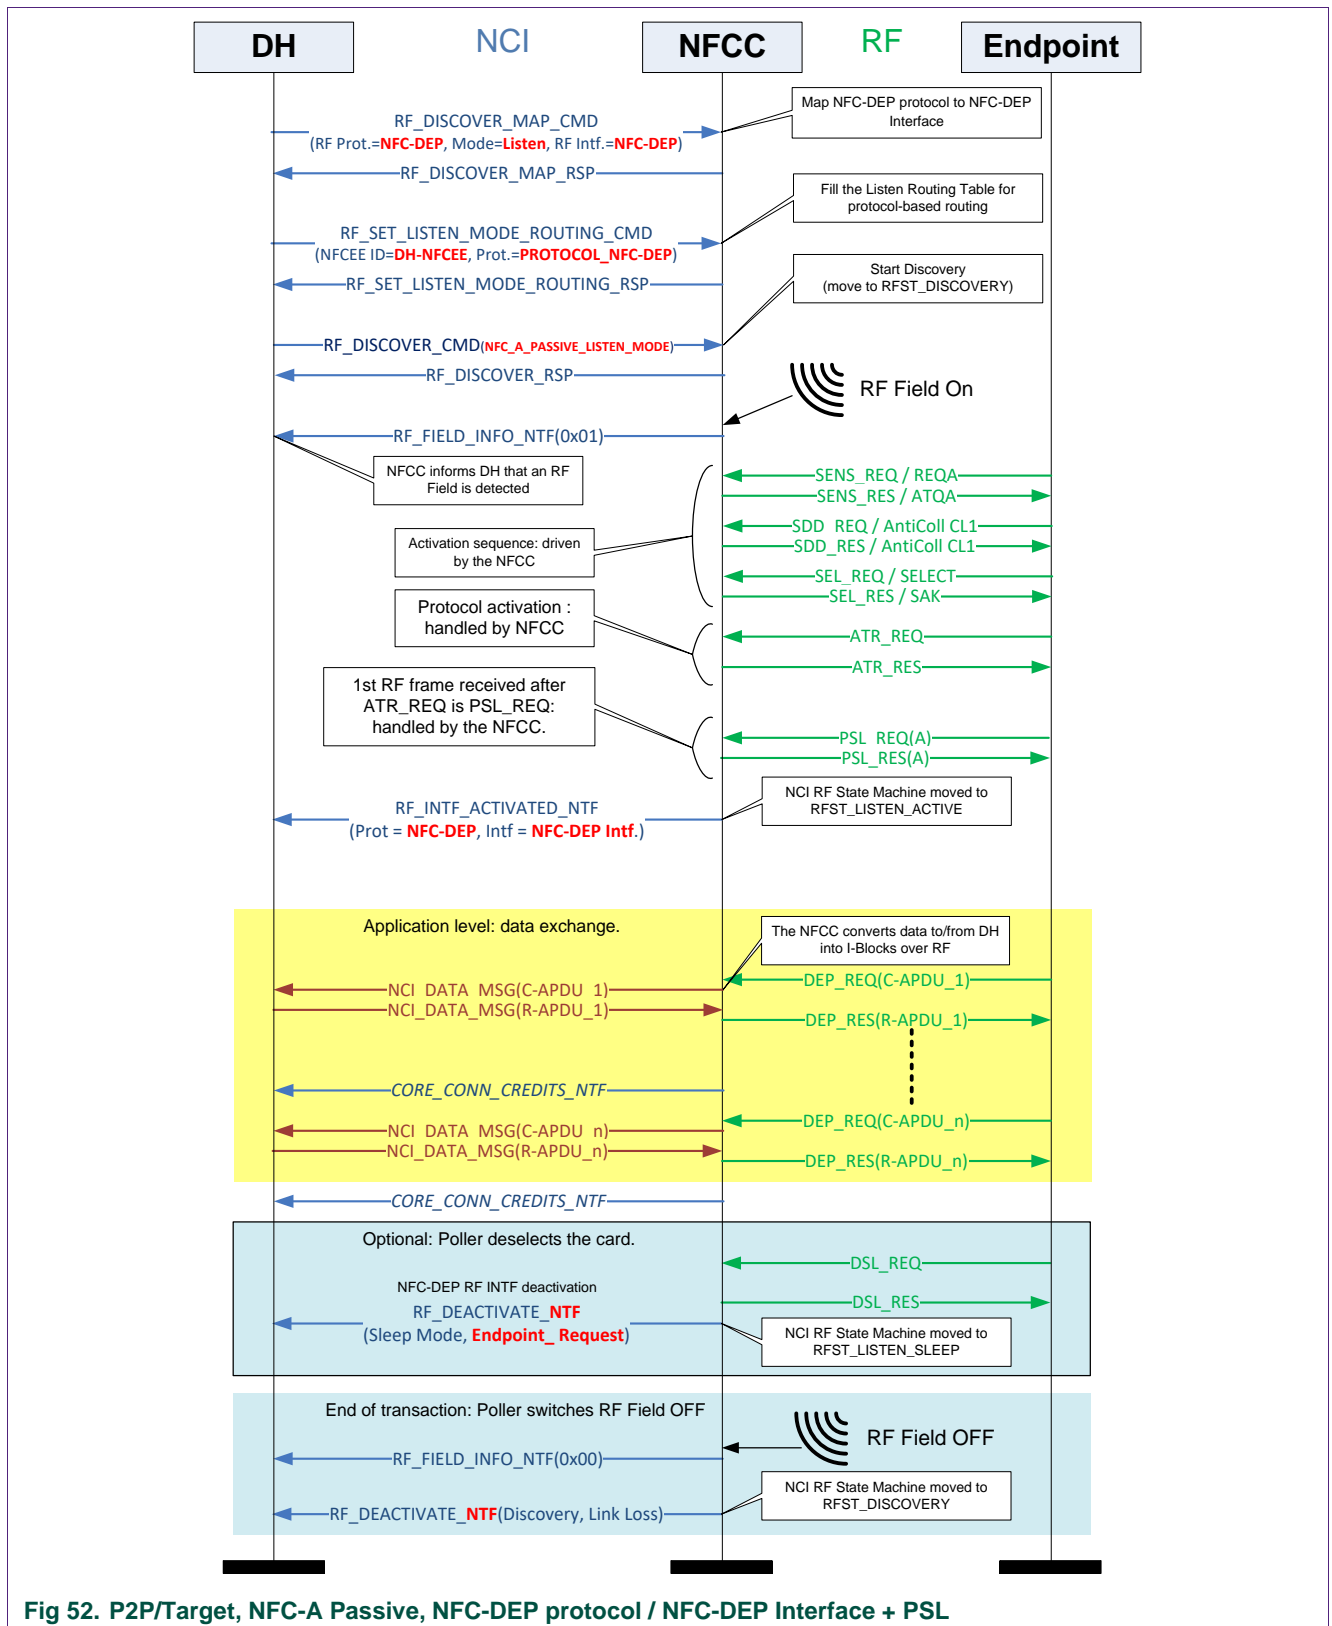 DH
NCI
NFCC
RF
Endpoint
Map NFC-DEP protocol to NFC-DEP
Interface
RF_DISCOVER_MAP_CMD
(RF Prot.=NFC-DEP, Mode=Listen, RF Intf.=NFC-DEP)
RF_DISCOVER_MAP_RSP
Fill the Listen Routing Table for
protocol-based routing
RF_SET_LISTEN_MODE_ROUTING_CMD
(NFCEE ID=DH-NFCEE, Prot.=PROTOCOL_NFC-DEP)
RF_SET_LISTEN_MODE_ROUTING_RSP
Start Discovery
(move to RFST_DISCOVERY)
RF_DISCOVER_CMD(NFC_A_PASSIVE_LISTEN_MODE)
RF_DISCOVER_RSP
RF Field On
RF_FIELD_INFO_NTF(0x01)
NFCC informs DH that an RF
Field is detected
SENS_REQ / REQA
SENS_RES / ATQA
SDD_REQ / AntiColl CL1
SDD_RES / AntiColl CL1
Activation sequence: driven
by the NFCC
SEL_REQ / SELECT
SEL_RES / SAK
Protocol activation :
handled by NFCC
ATR_REQ
ATR_RES
1st RF frame received after
ATR_REQ is PSL_REQ:
handled by the NFCC.
PSL_REQ(A)
PSL_RES(A)
NCI RF State Machine moved to
RFST_LISTEN_ACTIVE
RF_INTF_ACTIVATED_NTF
(Prot = NFC-DEP, Intf = NFC-DEP Intf.)
Application level: data exchange.
The NFCC converts data to/from DH
into I-Blocks over RF
DEP_REQ(C-APDU_1)
NCI_DATA_MSG(C-APDU_1)
NCI_DATA_MSG(R-APDU_1)
DEP_RES(R-APDU_1)
CORE_CONN_CREDITS_NTF
DEP_REQ(C-APDU_n)
NCI_DATA_MSG(C-APDU_n)
NCI_DATA_MSG(R-APDU_n)
DEP_RES(R-APDU_n)
CORE_CONN_CREDITS_NTF
Optional: Poller deselects the card.
DSL_REQ
NFC-DEP RF INTF deactivation
DSL_RES
RF_DEACTIVATE_NTF
(Sleep Mode, Endpoint_ Request)
NCI RF State Machine moved to
RFST_LISTEN_SLEEP
End of transaction: Poller switches RF Field OFF
RF Field OFF
RF_FIELD_INFO_NTF(0x00)
NCI RF State Machine moved to
RFST_DISCOVERY
RF_DEACTIVATE_NTF(Discovery, Link Loss)
Fig 52. P2P/Target, NFC-A Passive, NFC-DEP protocol / NFC-DEP Interface + PSL